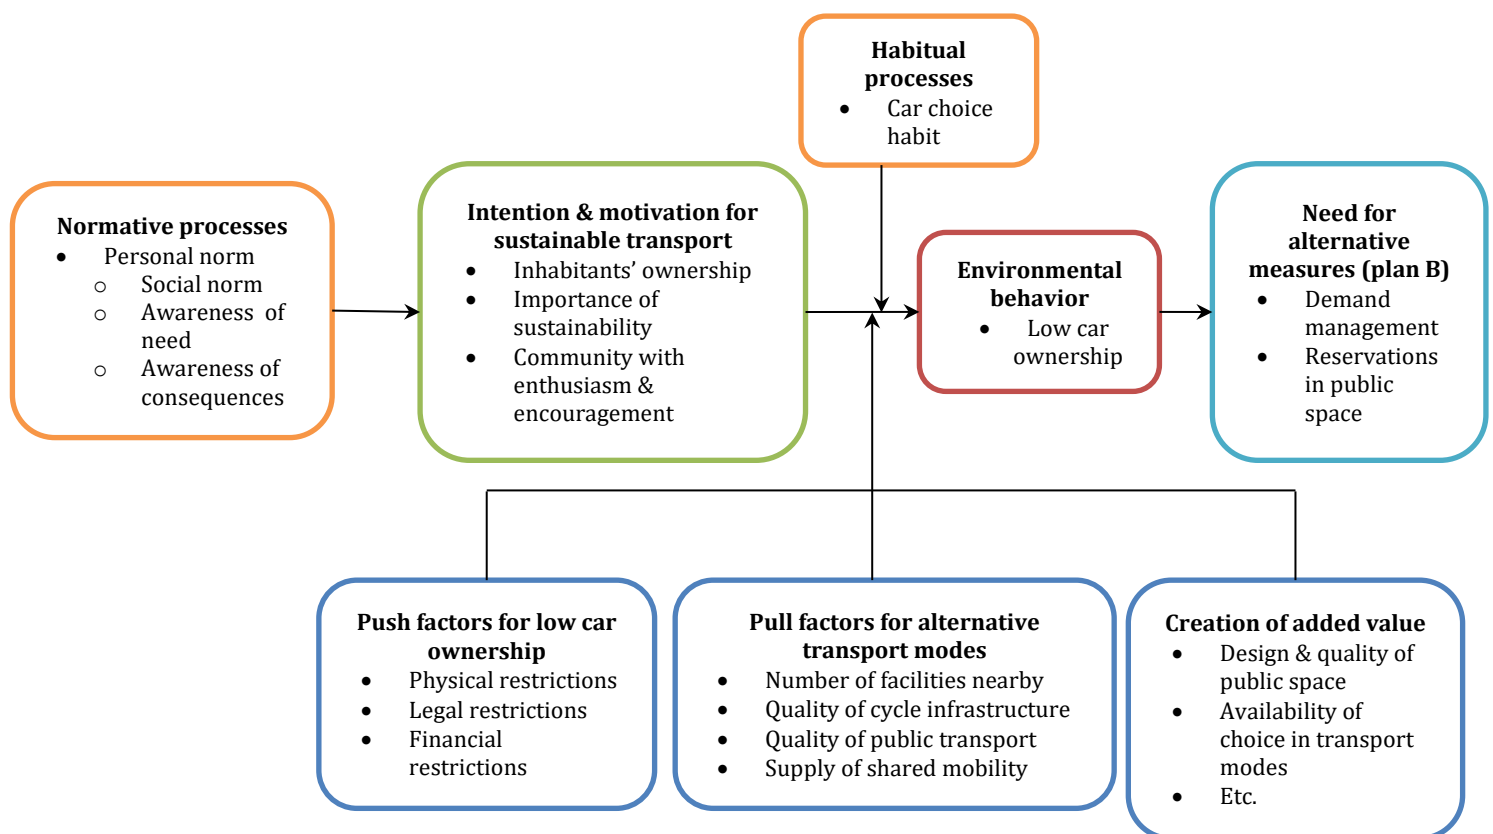 Habitual
processes
• Car choice
habit
Normative processes
• Personal norm
o Social norm
o Awareness of
need
o Awareness of
consequences
Intention & motivation for
sustainable transport
• Inhabitants’ ownership
• Importance of
sustainability
• Community with
enthusiasm &
encouragement
Environmental
behavior
• Low car
ownership
Need for
alternative
measures (plan B)
• Demand
management
• Reservations
in public
space
Push factors for low car
ownership
• Physical restrictions
• Legal restrictions
• Financial
restrictions
Pull factors for alternative
transport modes
• Number of facilities nearby
• Quality of cycle infrastructure
• Quality of public transport
• Supply of shared mobility
Creation of added value
• Design & quality of
public space
• Availability of
choice in transport
modes
• Etc.